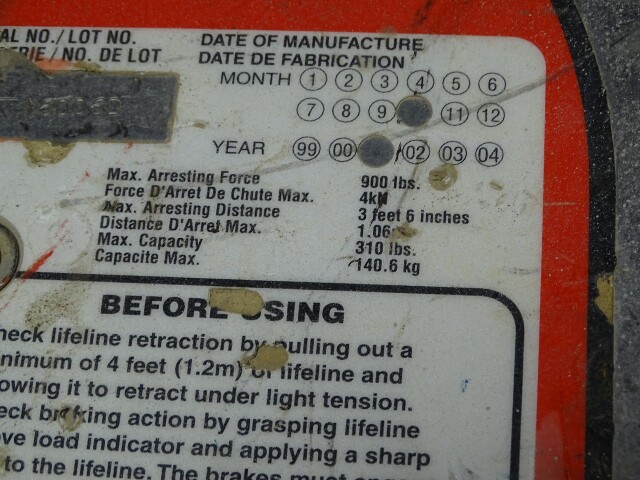 AL NO./ LOT NO.
ÉRIE / NO. DE LOT
DATE OF MANUFACTURE
DATE DE FABRICATION
MONTH 1 2 3 4 5 6
7 8 9 11 12
YEAR 99 00 02 03 04
Max. Arresting Force 900 lbs.
Force D'Arret De Chute Max. 4kN
Max. Arresting Distance 3 feet 6 inches
Distance D'Arret Max. 1.06
Max. Capacity 310 lbs.
Capacite Max. 140.6 kg
BEFORE USING
heck lifeline retraction by pulling out a
nimum of 4 feet (1.2m) of lifeline and
owing it to retract under light tension.
eck braking action by grasping lifeline
ve load indicator and applying a sharp
to the lifeline. The brakes must